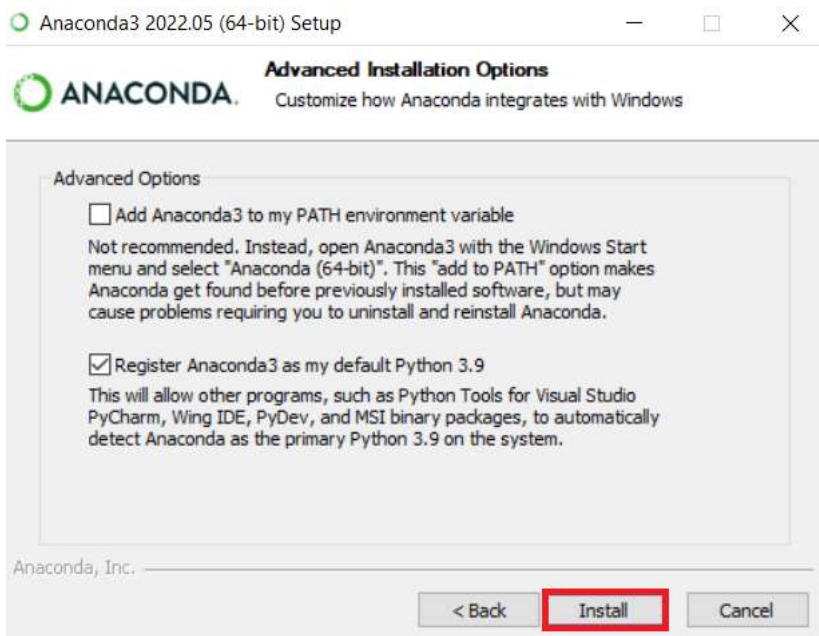 Anaconda3 2022.05 (64-bit) Setup
ANACONDA.
Advanced Installation Options
Customize how Anaconda integrates with Windows
Advanced Options
Add Anaconda3 to my PATH environment variable
Not recommended. Instead, open Anaconda3 with the Windows Start
menu and select "Anaconda (64-bit)". This "add to PATH" option makes
Anaconda get found before previously installed software, but may
cause problems requiring you to uninstall and reinstall Anaconda.
Register Anaconda3 as my default Python 3.9
This will allow other programs, such as Python Tools for Visual Studio
PyCharm, Wing IDE, PyDev, and MSI binary packages, to automatically
detect Anaconda as the primary Python 3.9 on the system.
Anaconda, Inc.
< Back
Install
Cancel